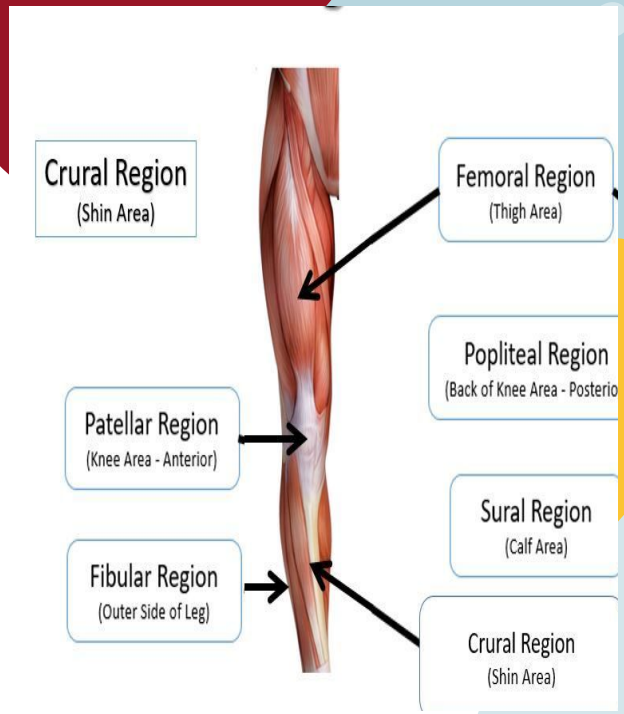 Crural Region
(Shin Area)
Femoral Region
(Thigh Area)
Popliteal Region
(Back of Knee Area - Posterio
Patellar Region
(Knee Area - Anterior)
Sural Region
(Calf Area)
Fibular Region
(Outer Side of Leg)
Crural Region
(Shin Area)